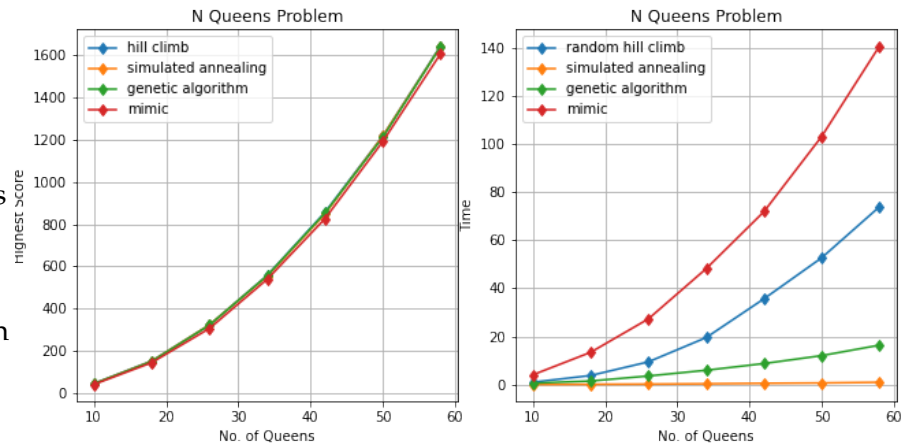 N Queens Problem
hill climb
simulated annealing
genetic algorithm
mimic
1600
1400
1200
1000
800
600
400
200
0
10
20
30
40
50
60
No. of Queens
Highest Score
s
n
N Queens Problem
random hill climb
simulated annealing
genetic algorithm
mimic
140
120
100
80
60
40
20
0
10
20
30
40
50
60
No. of Queens
Time